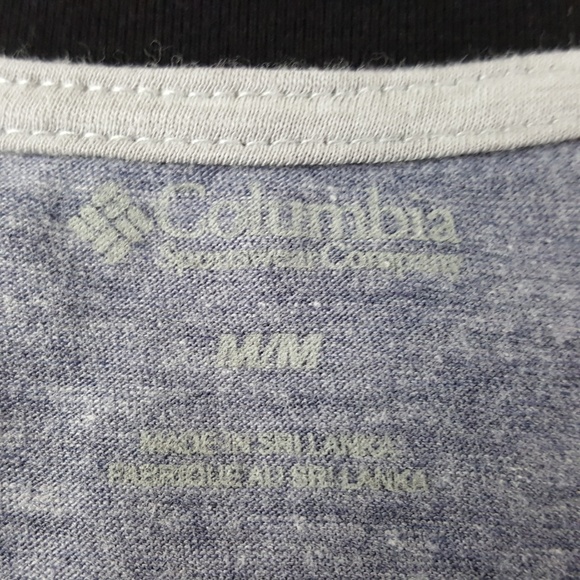 Columbia
Sportswear Company
M/M
MADE IN SRI LANKA
FABRIQUE AU SRI LANKA